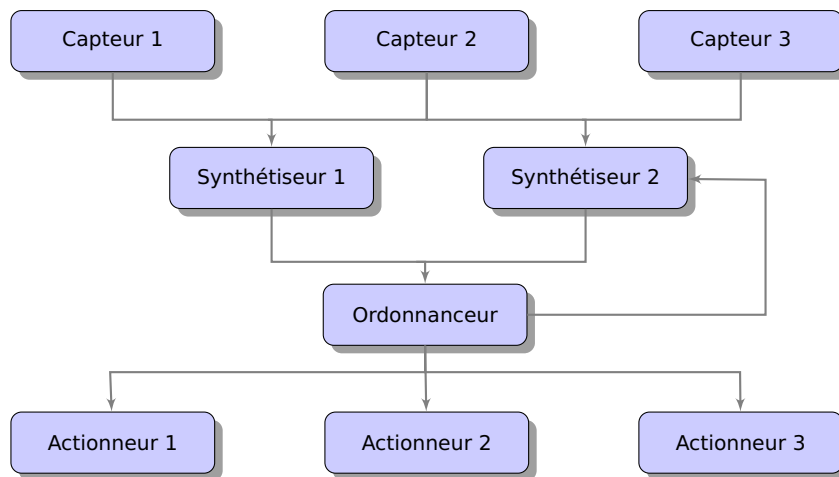 Capteur 1
Capteur 2
Capteur 3
Synthétiseur 1
Synthétiseur 2
Ordonnanceur
Actionneur 1
Actionneur 2
Actionneur 3